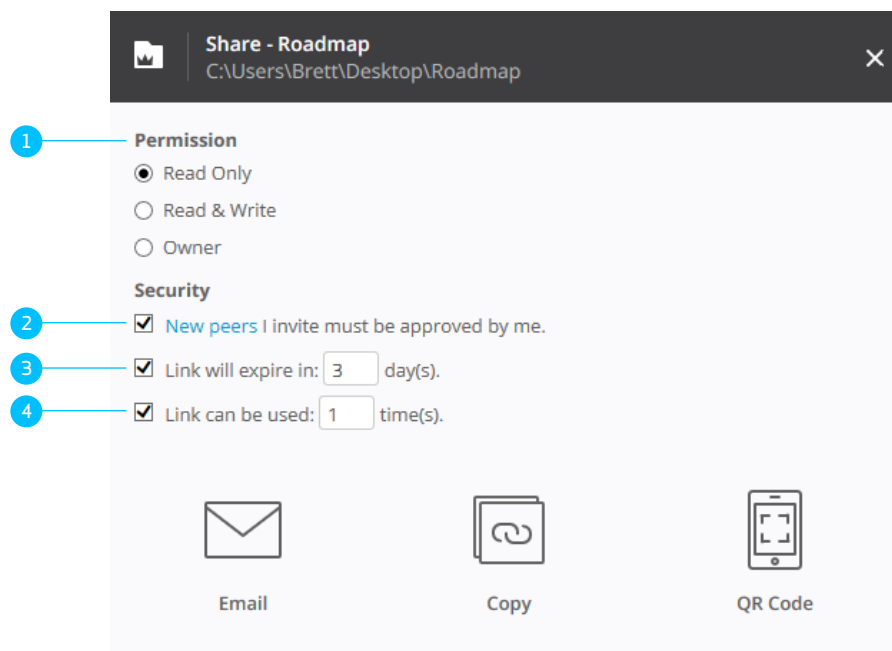 Share - Roadmap
C:\Users\Brett\Desktop\Roadmap
1 Permission
Read Only
Read & Write
Owner
Security
2 New peers I invite must be approved by me.
3 Link will expire in: 3 day(s).
4 Link can be used: 1 time(s).
Email Copy QR Code